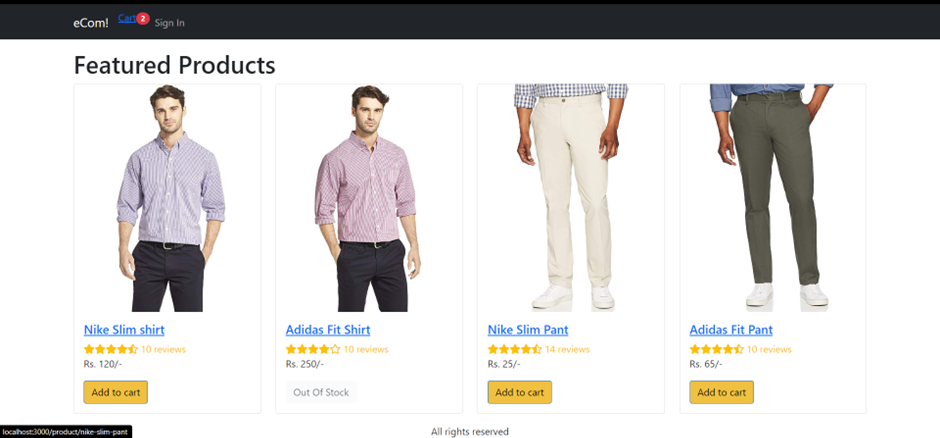 eCom! Cart 2 Sign In
Featured Products
Nike Slim shirt
10 reviews
Rs. 120/-
Add to cart
Adidas Fit Shirt
10 reviews
Rs. 250/-
Out Of Stock
Nike Slim Pant
14 reviews
Rs. 25/-
Add to cart
Adidas Fit Pant
10 reviews
Rs. 65/-
Add to cart
localhost:3000/product/nike-slim-pant
All rights reserved